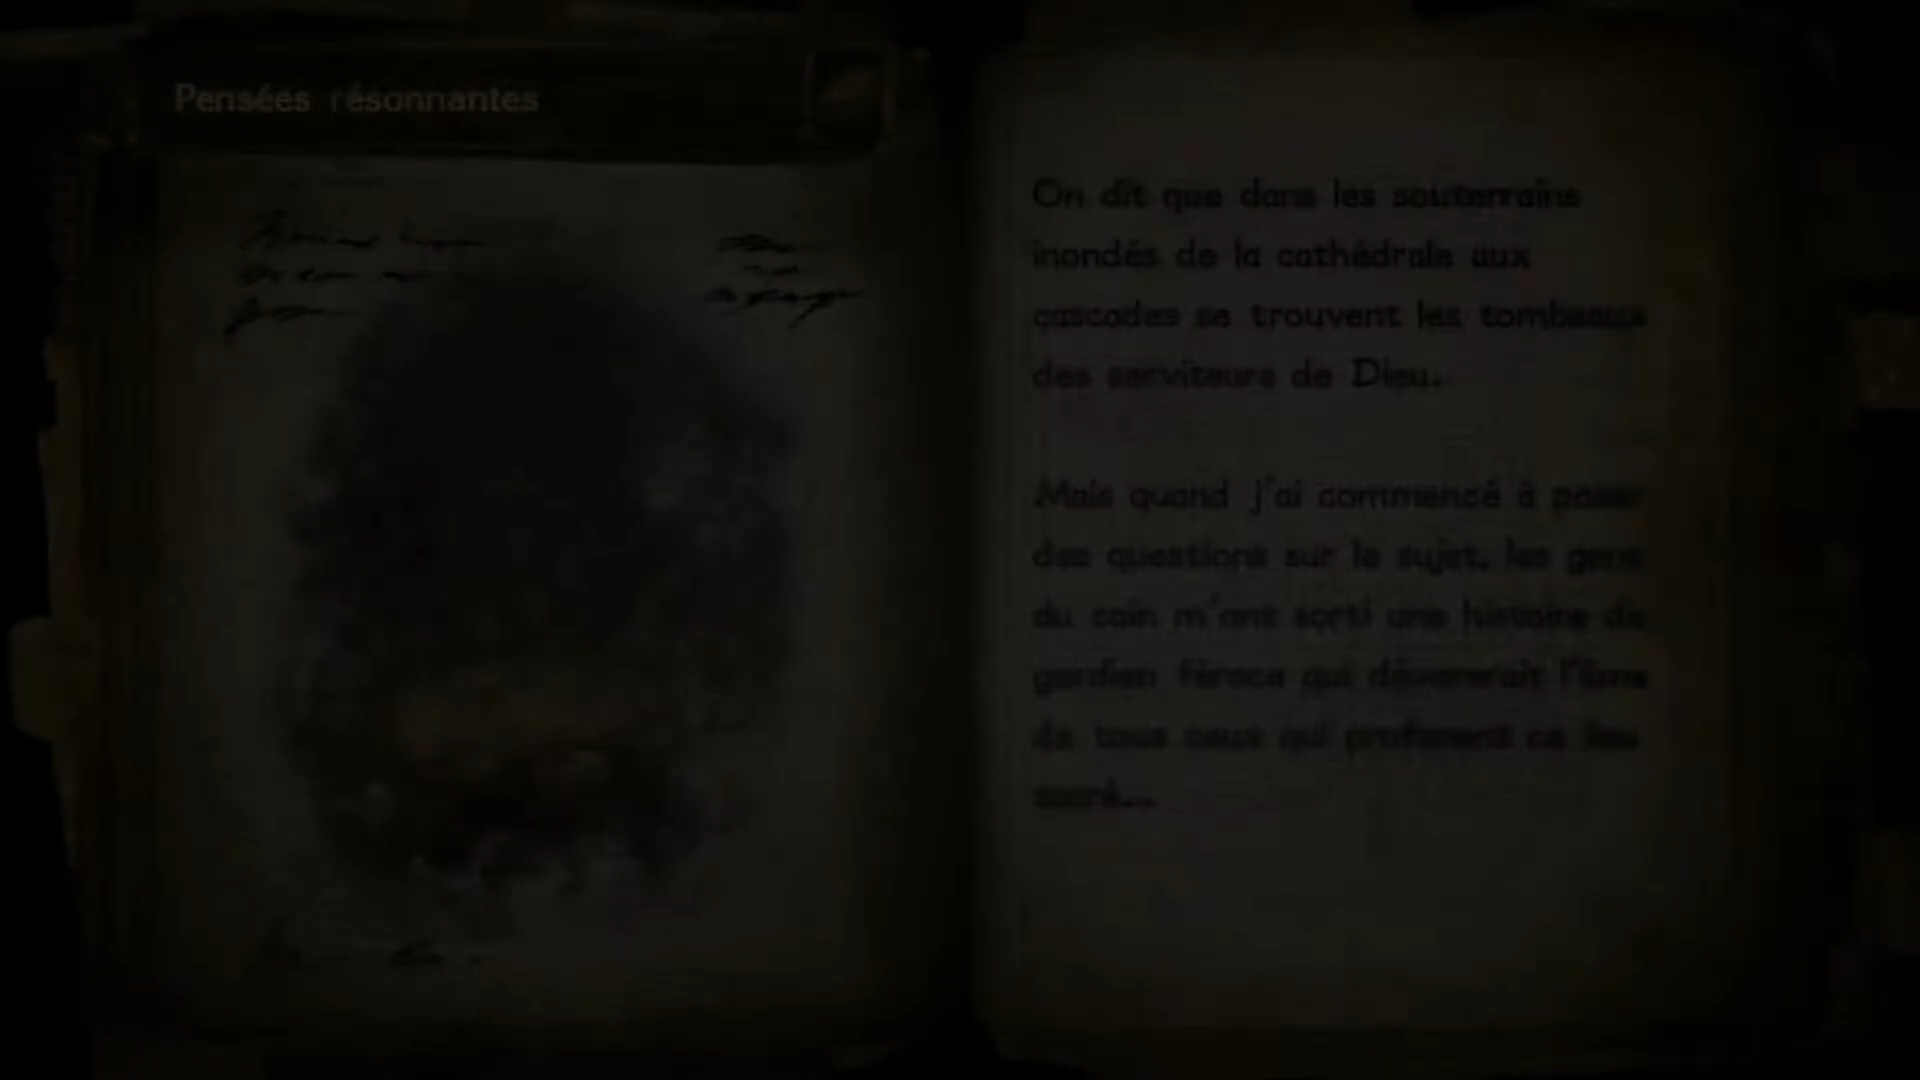 Pensées résonnantes
On dit que dans les souterrains
inondés de la cathédrale aux
cascades se trouvent les tombeaux
des serviteurs de Dieu.
Mais quand j'ai commencé à poser
des questions sur le sujet, les gens
du coin m'ont sorti une histoire de
gardien féroce qui dévorerait l'âme
de tous ceux qui profanent ce lieu
sacré...